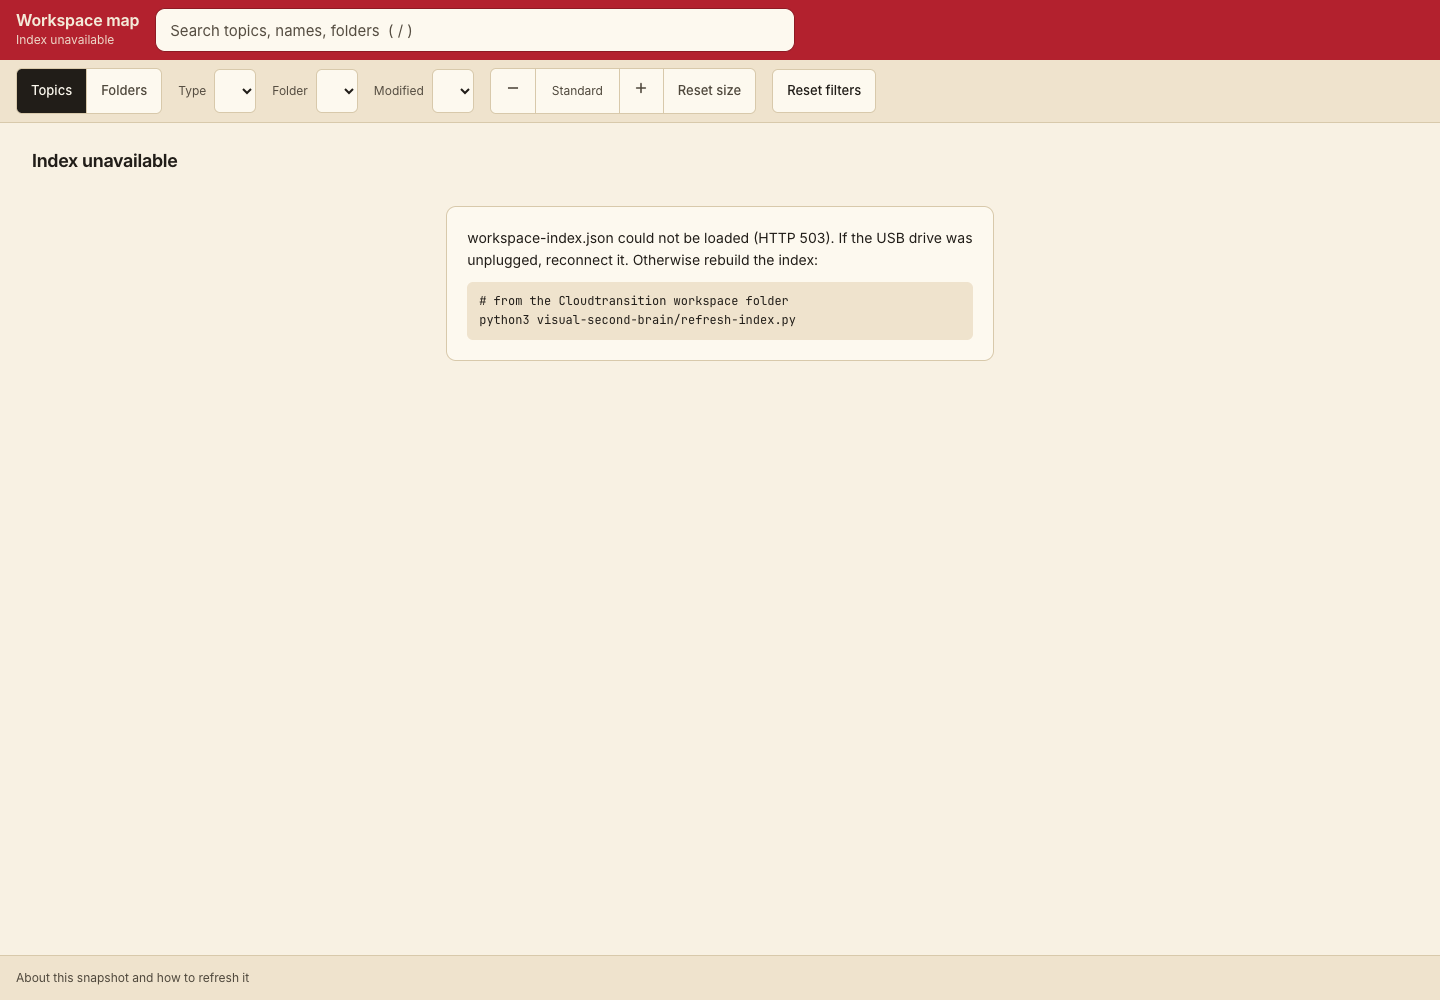 Workspace map
Index unavailable
Search topics, names, folders ( / )
Topics
Folders
Type
Folder
Modified
−
Standard
+
Reset size
Reset filters
Index unavailable
workspace-index.json could not be loaded (HTTP 503). If the USB drive was
unplugged, reconnect it. Otherwise rebuild the index:
# from the Cloudtransition workspace folder
python3 visual-second-brain/refresh-index.py
About this snapshot and how to refresh it